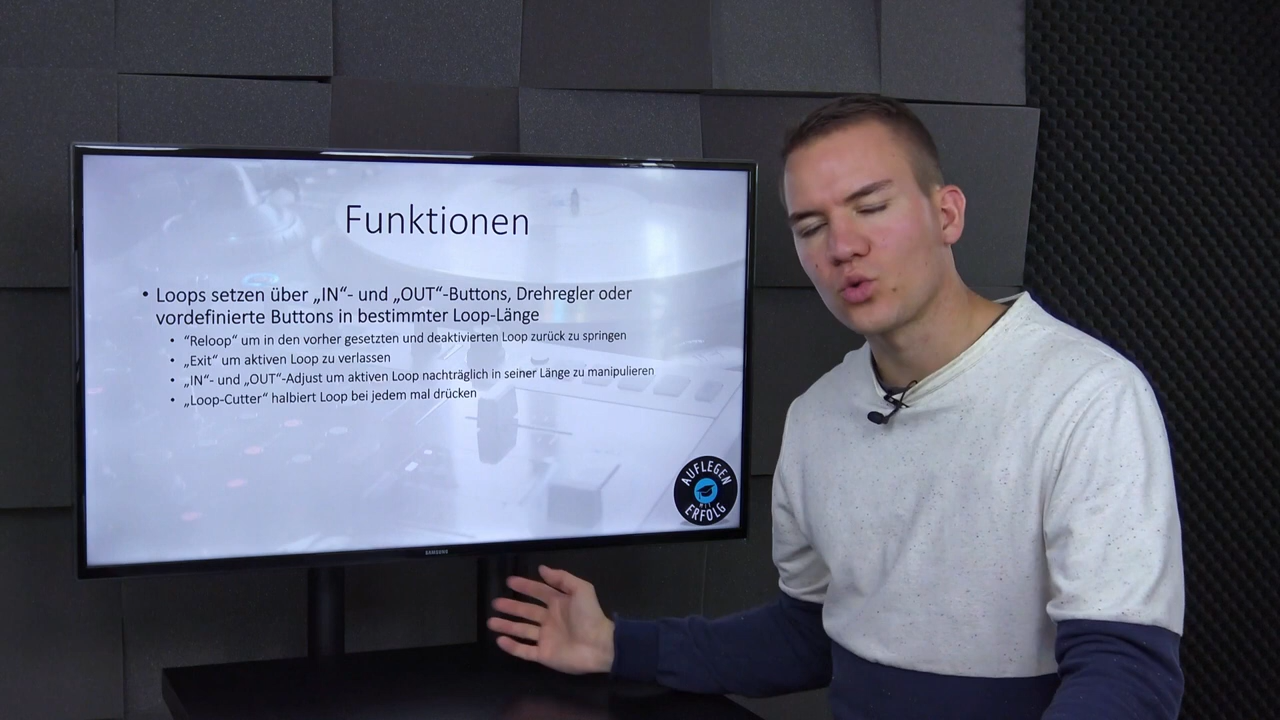 Funktionen
• Loops setzen über „IN“- und „OUT“-Buttons, Drehregler oder
vordefinierte Buttons in bestimmter Loop-Länge
• “Reloop” um in den vorher gesetzten und deaktivierten Loop zurück zu springen
• „Exit“ um aktiven Loop zu verlassen
• „IN“- und „OUT“-Adjust um aktiven Loop nachträglich in seiner Länge zu manipulieren
• „Loop-Cutter“ halbiert Loop bei jedem mal drücken
AUFLEGEN
MIT
ERFOLG
SAMSUNG